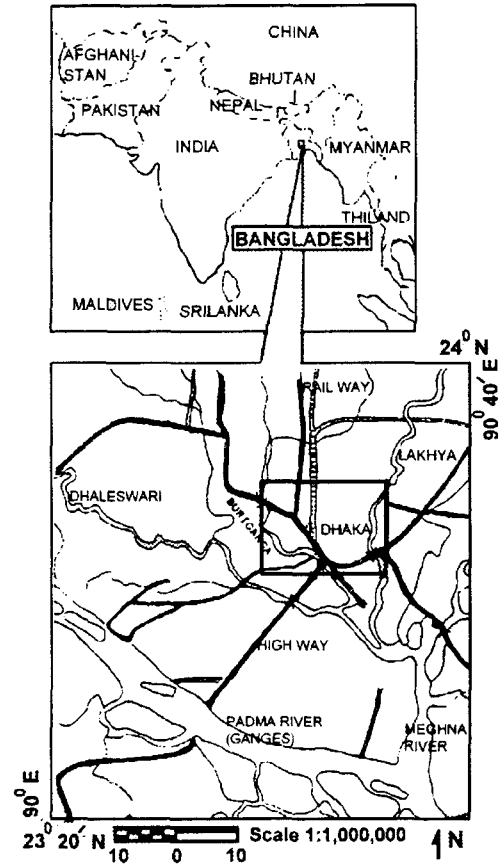 CHINA
AFGHANI-
STAN
BHUTAN
PAKISTAN
NEPAL
INDIA
MYANMAR
THILAND
BANGLADESH
MALDIVES
SRILANKA
24° N
90° 40' E
RAIL WAY
LAKHYA
DHALESWARI
BURIGANGA
DHAKA
HIGH WAY
PADMA RIVER
(GANGES)
MEGHNA
RIVER
90° E
23° 20' N
Scale 1:1,000,000
10 0 10
N